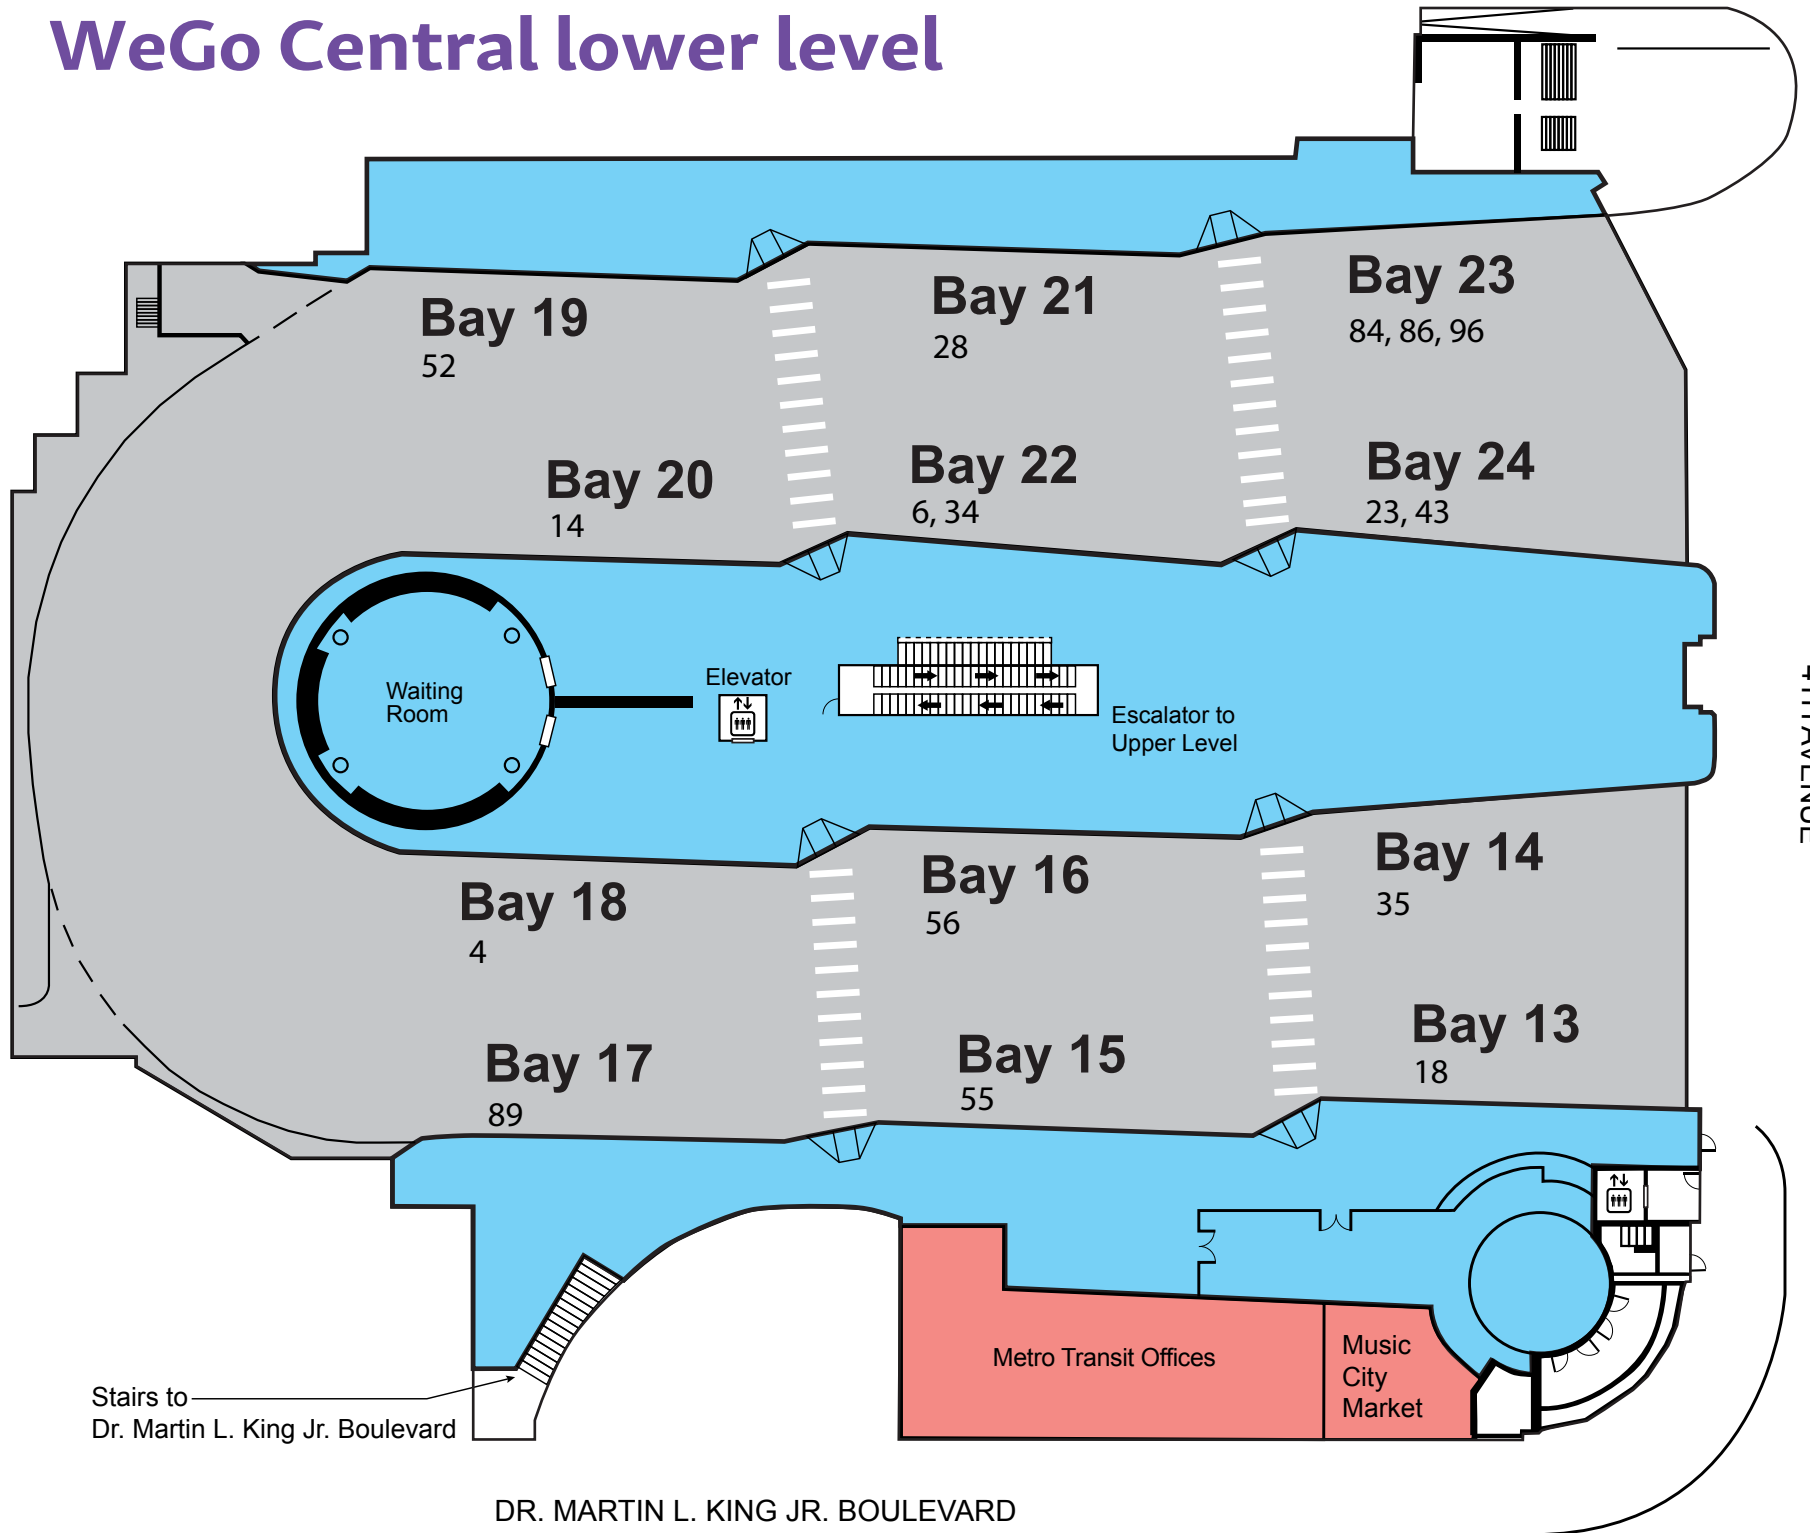 WeGo Central lower level
Bay 19
52
Bay 21
28
Bay 23
84, 86, 96
Bay 20
14
Bay 22
6, 34
Bay 24
23, 43
Waiting
Room
Elevator
Escalator to
Upper Level
4TH AVENUE
Bay 18
4
Bay 16
56
Bay 14
35
Bay 17
89
Bay 15
55
Bay 13
18
Metro Transit Offices
Music
City
Market
Stairs to
Dr. Martin L. King Jr. Boulevard
DR. MARTIN L. KING JR. BOULEVARD